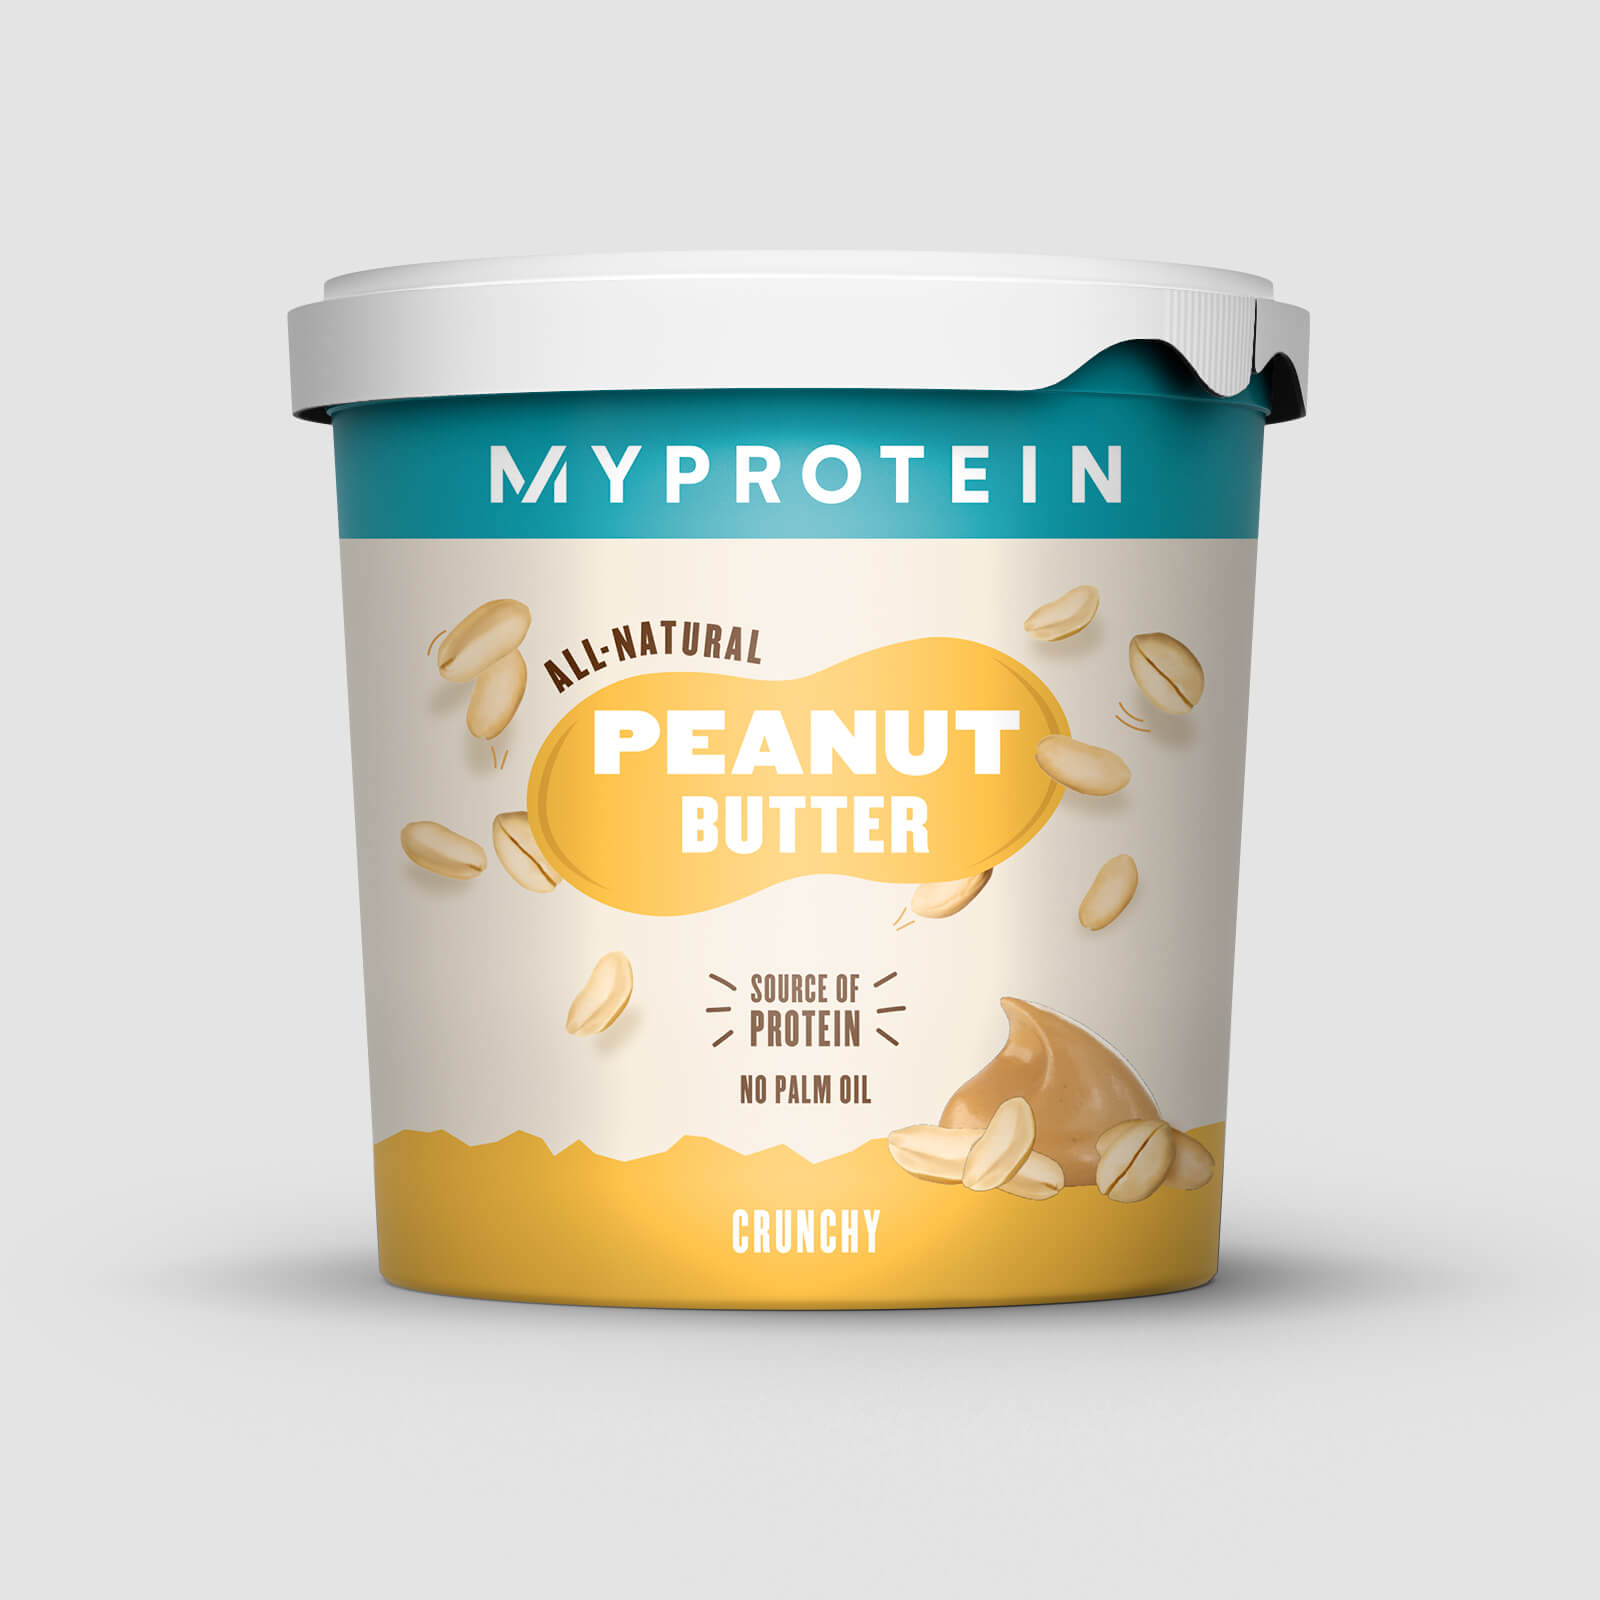 MYPROTEIN
ALL-NATURAL
PEANUT
BUTTER
SOURCE OF
PROTEIN
NO PALM OIL
CRUNCHY